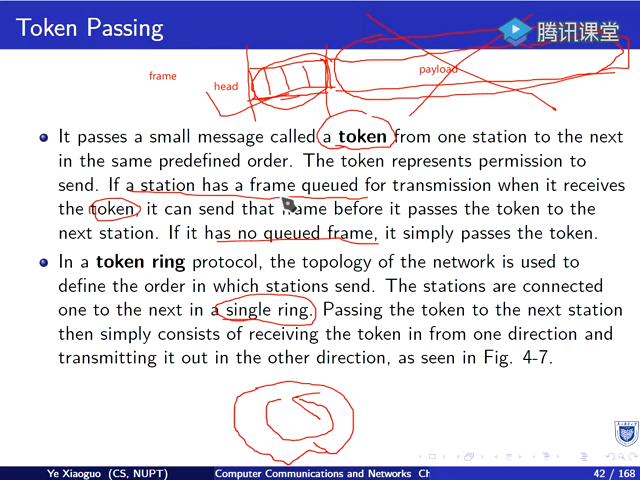 Token Passing
腾讯课堂
frame
head
payload
It passes a small message called a token from one station to the next
in the same predefined order. The token represents permission to
send. If a station has a frame queued for transmission when it receives
the token, it can send that frame before it passes the token to the
next station. If it has no queued frame, it simply passes the token.
In a token ring protocol, the topology of the network is used to
define the order in which stations send. The stations are connected
one to the next in a single ring. Passing the token to the next station
then simply consists of receiving the token in from one direction and
transmitting it out in the other direction, as seen in Fig. 4-7.
Ye Xiaoguo (CS, NUPT) Computer Communications and Networks Ch 42 / 168